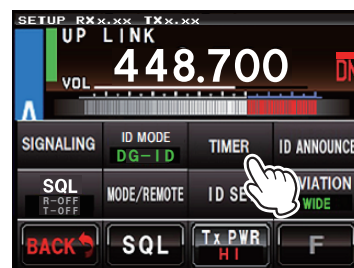 SETUP RXx.xx TXx.xx
UP LINK
VOL 448.700
A
SIGNALING ID MODE TIMER ID ANNOUNCE
DG-ID
SQL MODE/REMOTE
R-OFF WIDE
T-OFF
BACK SQL Tx PWR F
HI